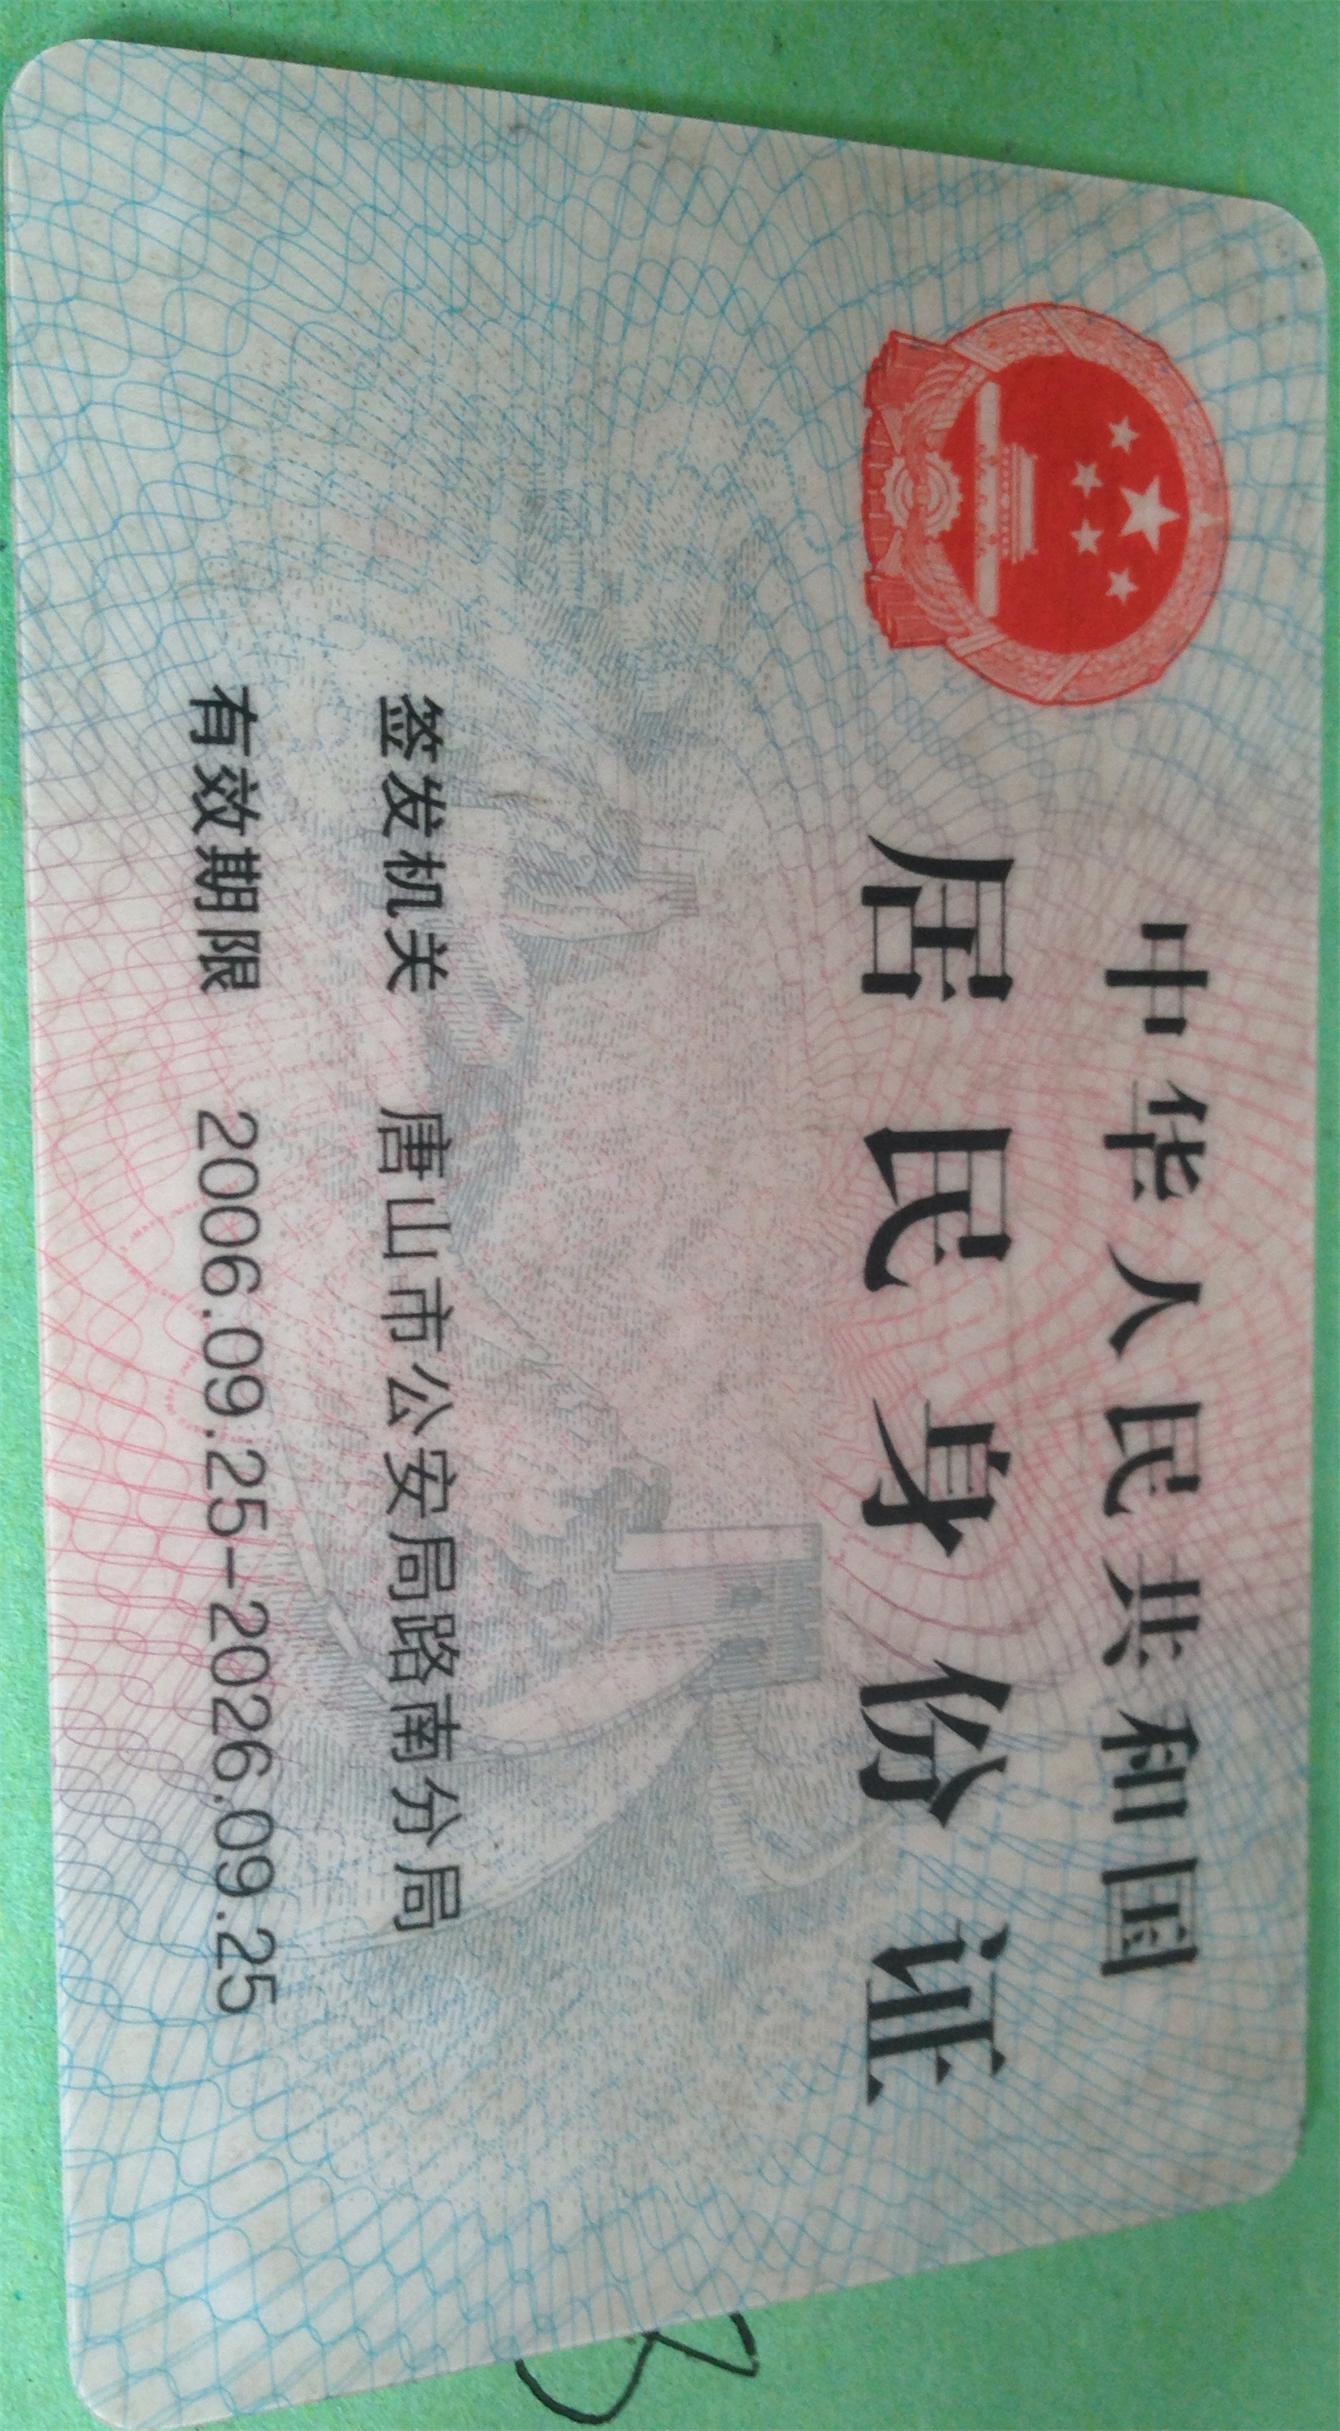 中华人民共和国
居民身份证
签发机关 唐山市公安局路南分局
有效期限 2006.09.25-2026.09.25